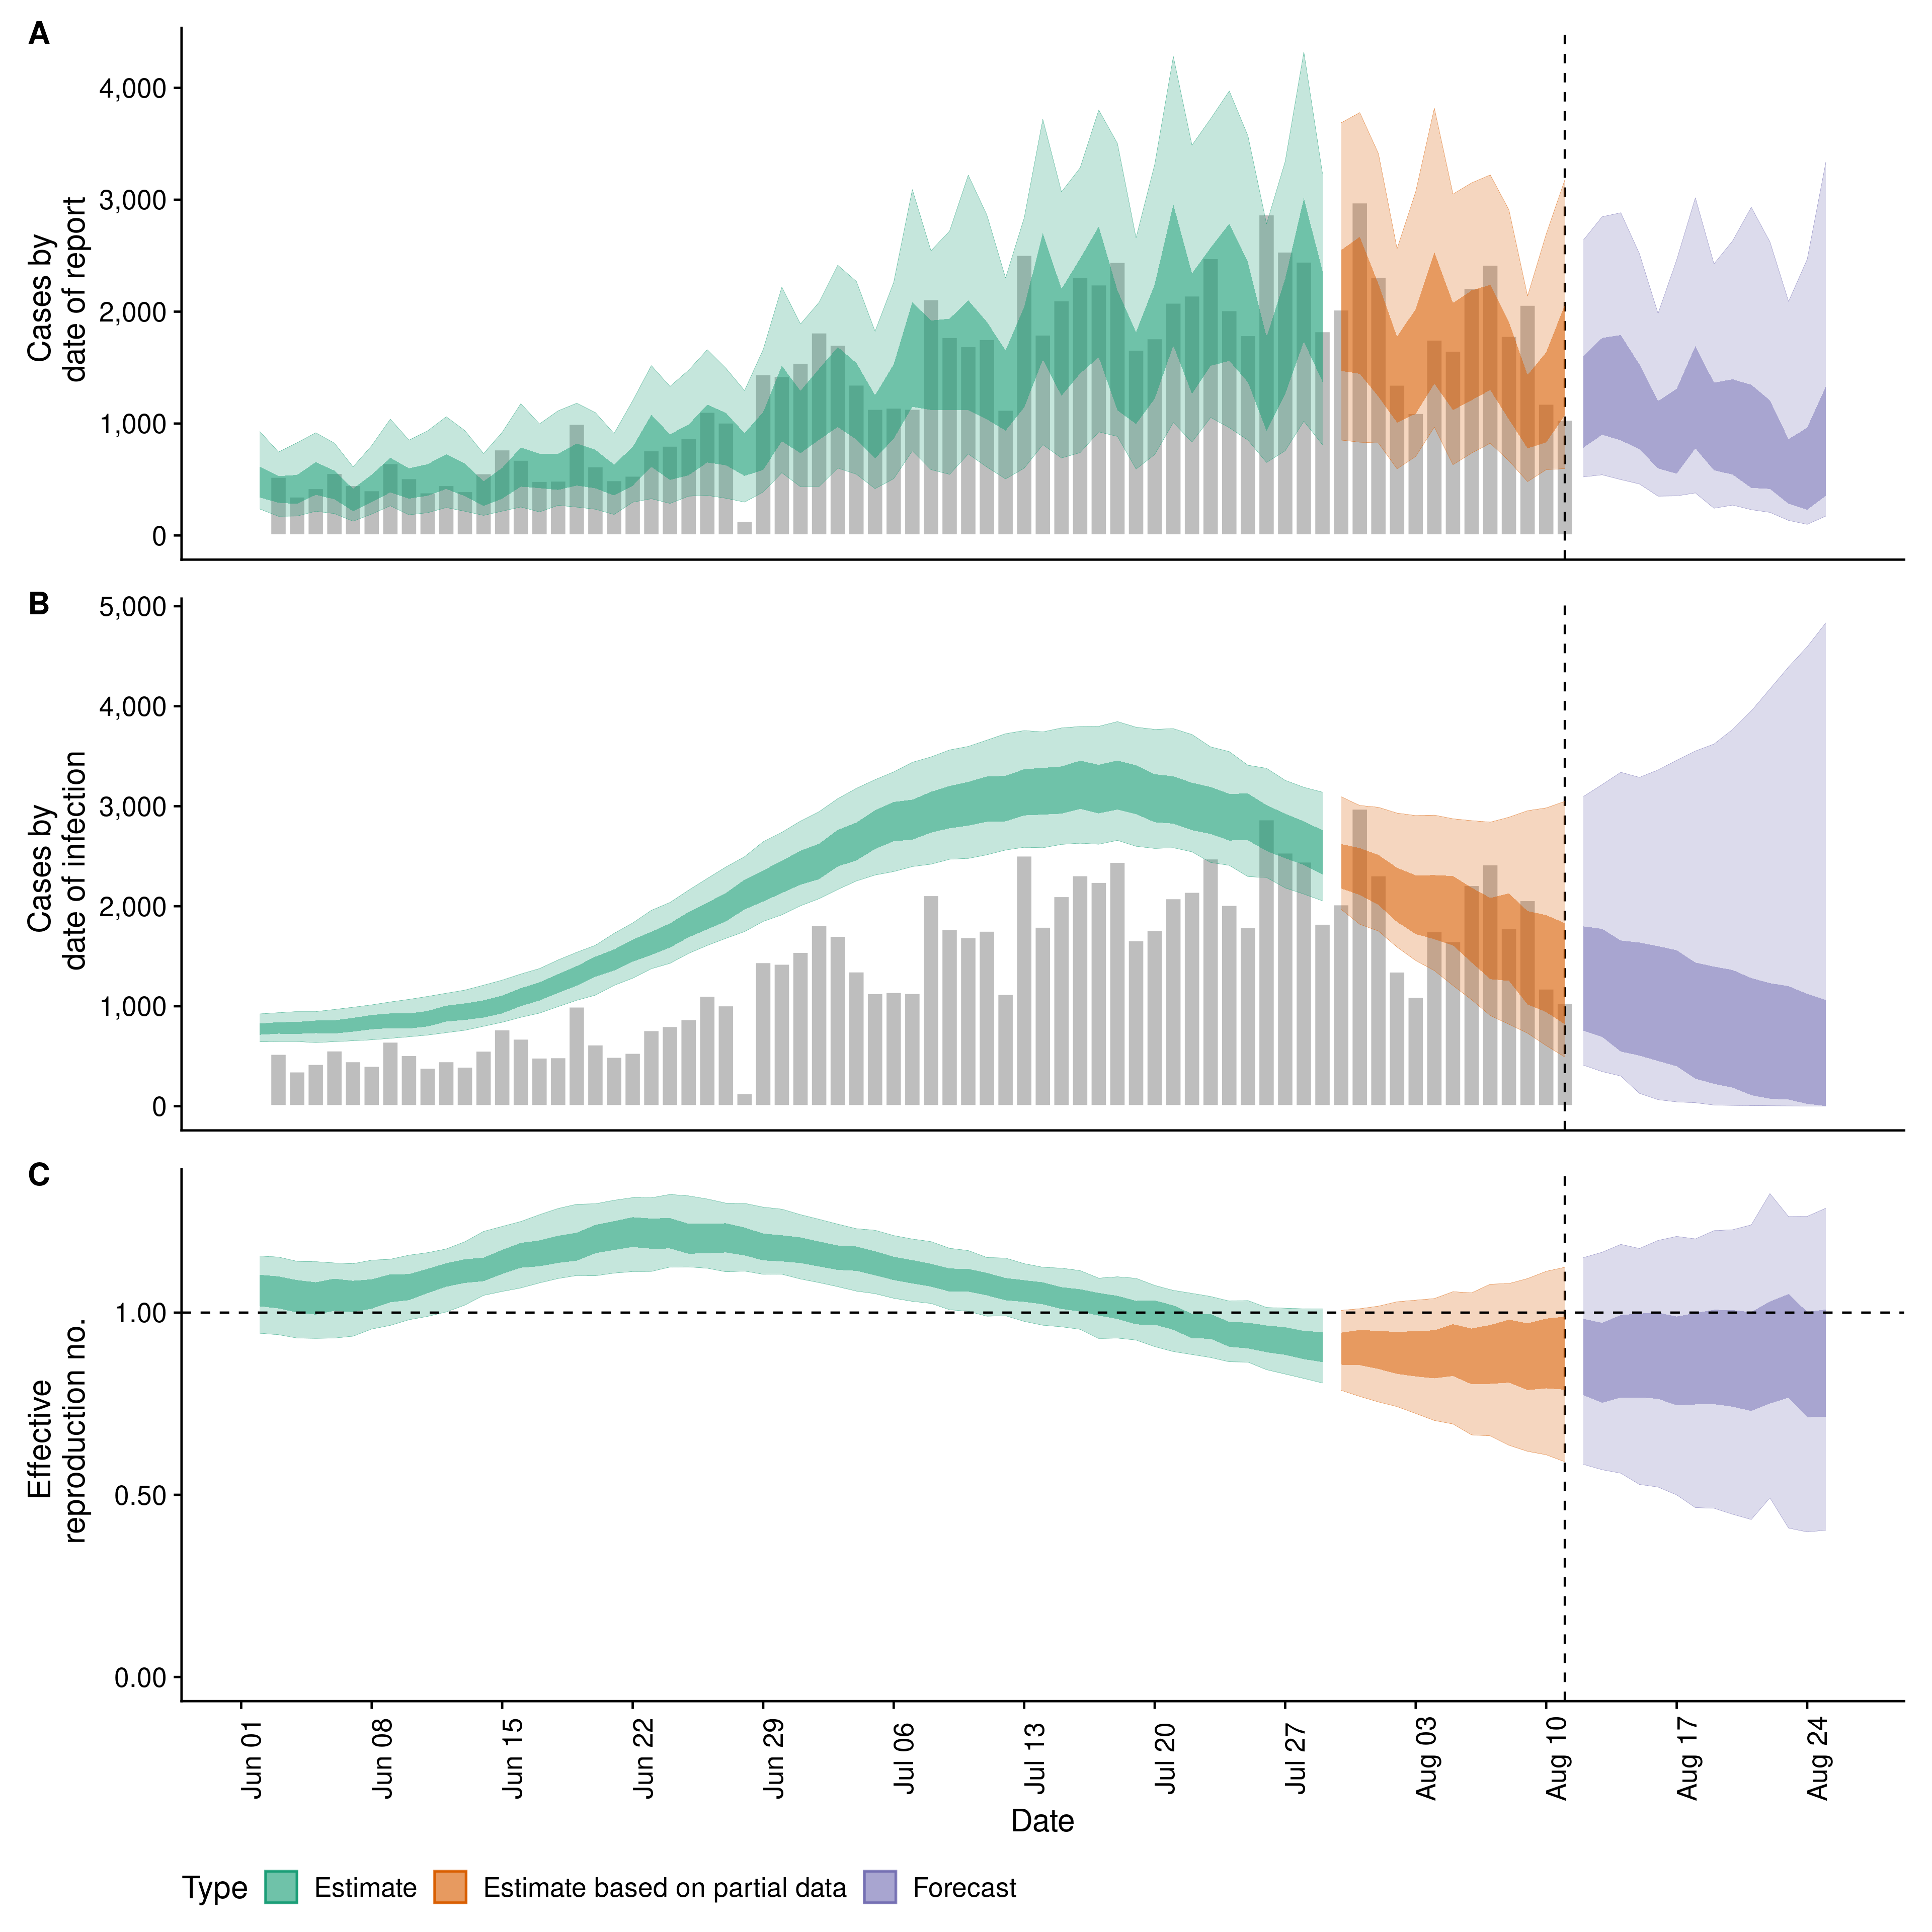 A
4,000
3,000
2,000
1,000
0
Cases by
date of report
B
5,000
4,000
3,000
2,000
1,000
0
Cases by
date of infection
C
1.00
0.50
0.00
Effective
reproduction no.
Jun 01
Jun 08
Jun 15
Jun 22
Jun 29
Jul 06
Jul 13
Jul 20
Jul 27
Aug 03
Aug 10
Aug 17
Aug 24
Date
Type
Estimate
Estimate based on partial data
Forecast